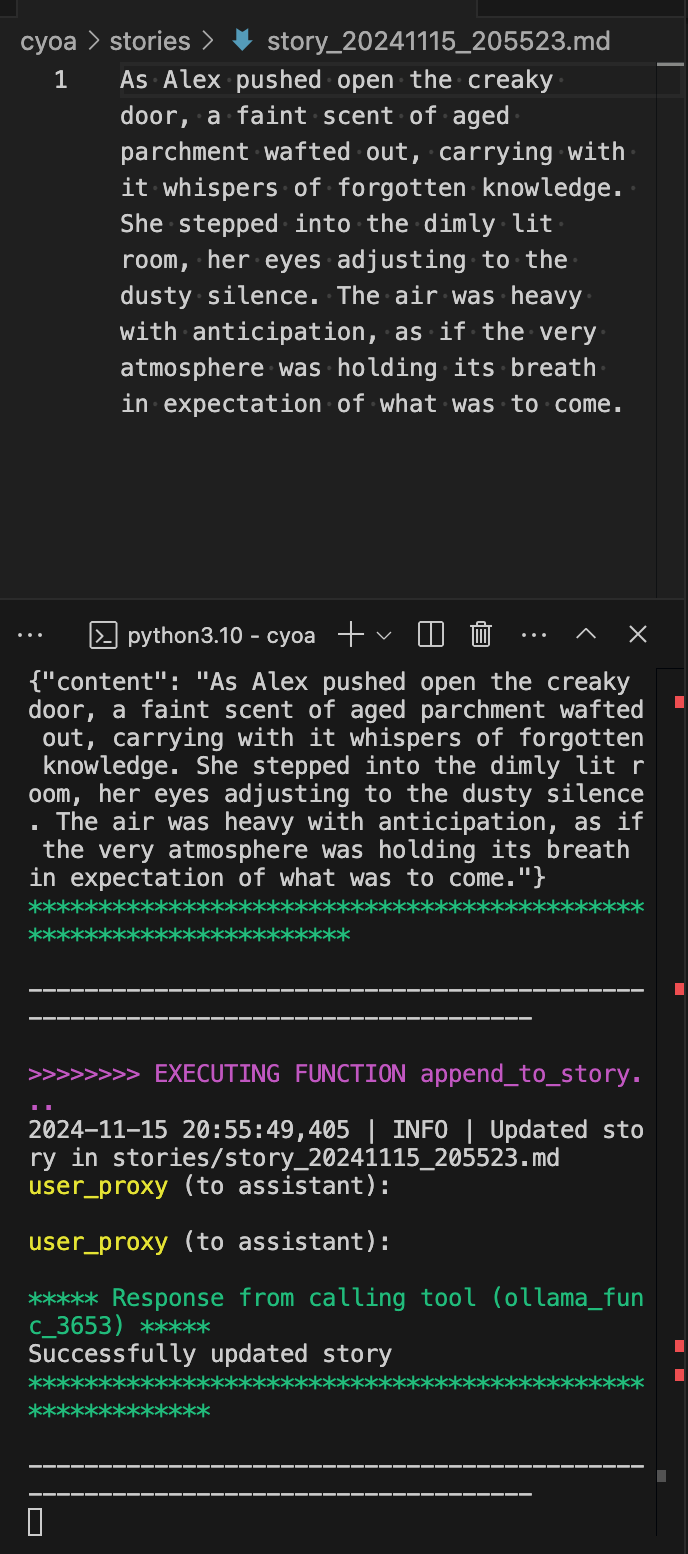 cyoa > stories > story_20241115_205523.md
1 As Alex pushed open the creaky
door, a faint scent of aged
parchment wafted out, carrying with
it whispers of forgotten knowledge.
She stepped into the dimly lit
room, her eyes adjusting to the
dusty silence. The air was heavy
with anticipation, as if the very
atmosphere was holding its breath
in expectation of what was to come.
... python3.10 - cyoa ...
{"content": "As Alex pushed open the creaky
door, a faint scent of aged parchment wafted
out, carrying with it whispers of forgotten
knowledge. She stepped into the dimly lit r
oom, her eyes adjusting to the dusty silence
. The air was heavy with anticipation, as if
the very atmosphere was holding its breath
in expectation of what was to come."}
********************************************
***********************
--------------------------------------------
------------------------------------
>>>>>>>> EXECUTING FUNCTION append_to_story.
..
2024-11-15 20:55:49,405 | INFO | Updated sto
ry in stories/story_20241115_205523.md
user_proxy (to assistant):
user_proxy (to assistant):
***** Response from calling tool (ollama_fun
c_3653) *****
Successfully updated story
********************************************
*************
--------------------------------------------
------------------------------------